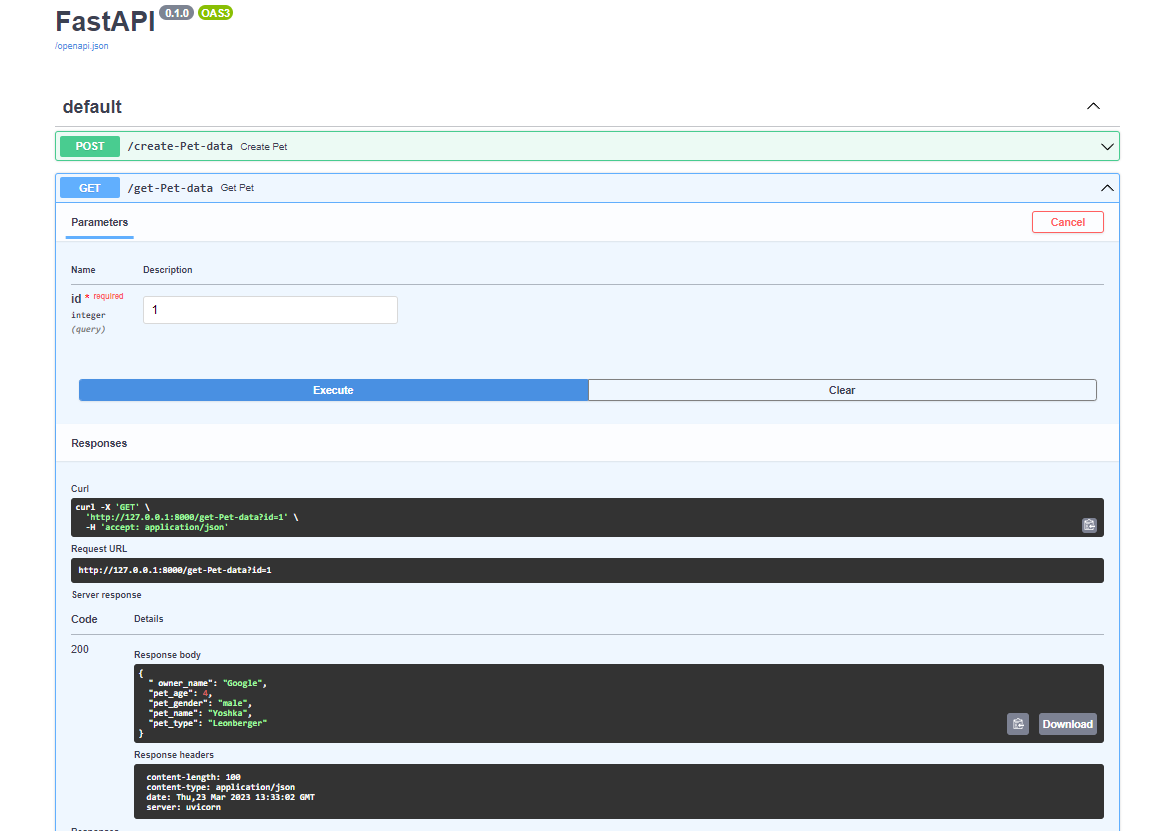 FastAPI 0.1.0 OAS3
/openapi.json
default
POST /create-Pet-data Create Pet
GET /get-Pet-data Get Pet
Parameters Cancel
Name Description
id * required
integer
(query)
1
Execute Clear
Responses
Curl
curl -X 'GET' \
'http://127.0.0.1:8000/get-Pet-data?id=1' \
-H 'accept: application/json'
Request URL
http://127.0.0.1:8000/get-Pet-data?id=1
Server response
Code Details
200
Response body
{
" owner_name": "Google",
"pet_age": 4,
"pet_gender": "male",
"pet_name": "Yoshka",
"pet_type": "Leonberger"
}
Download
Response headers
content-length: 100
content-type: application/json
date: Thu,23 Mar 2023 13:33:02 GMT
server: uvicorn
Responses